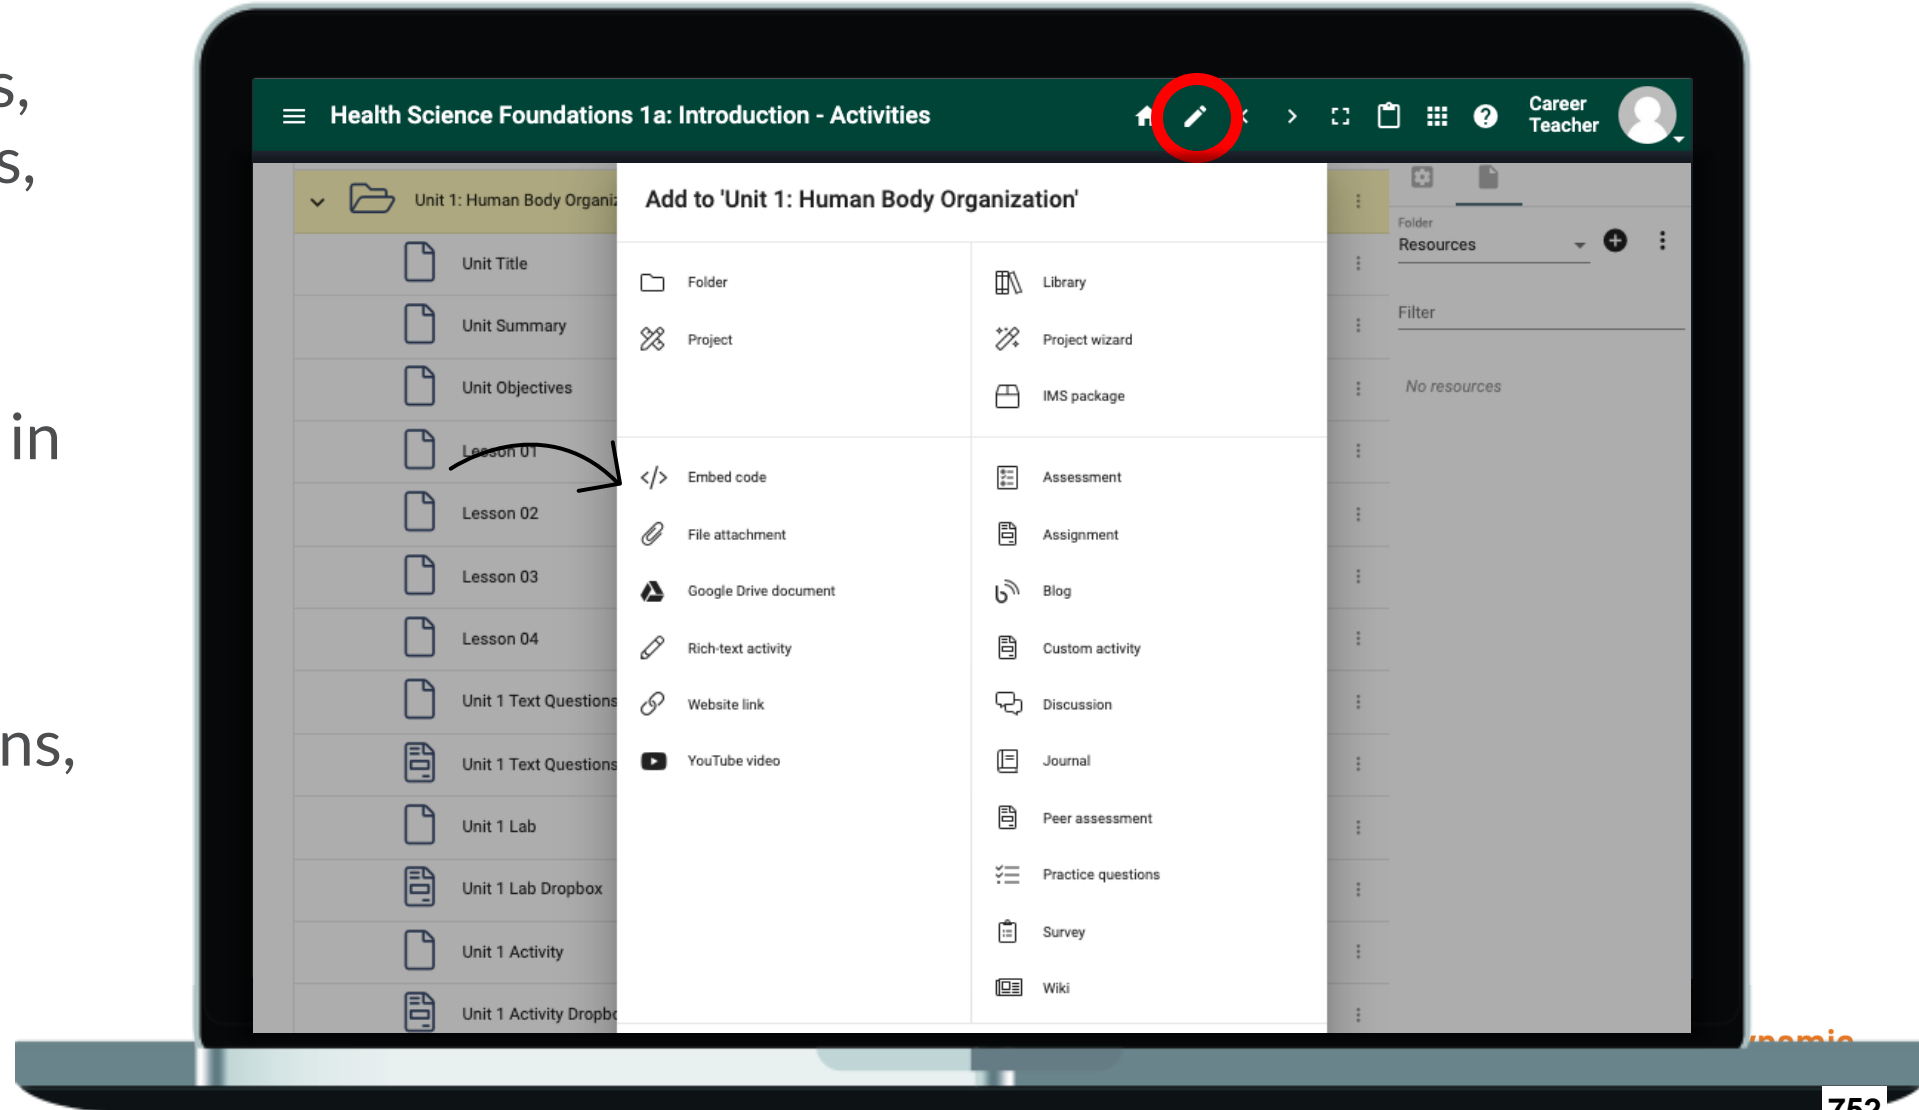 s,
s,
in
ns,
Health Science Foundations 1a: Introduction - Activities
Career
Teacher
Unit 1: Human Body Organiz
Unit Title
Unit Summary
Unit Objectives
Lesson 01
Lesson 02
Lesson 03
Lesson 04
Unit 1 Text Questions
Unit 1 Text Questions
Unit 1 Lab
Unit 1 Lab Dropbox
Unit 1 Activity
Unit 1 Activity Dropbo
Add to 'Unit 1: Human Body Organization'
Folder
Project
Library
Project wizard
IMS package
Embed code
File attachment
Google Drive document
Rich-text activity
Website link
YouTube video
Assessment
Assignment
Blog
Custom activity
Discussion
Journal
Peer assessment
Practice questions
Survey
Wiki
Folder
Resources
Filter
No resources
752